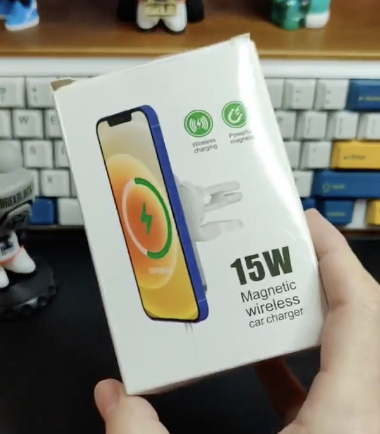 Wireless
charging
Powerful
magnetic
15W
Magnetic
wireless
car charger